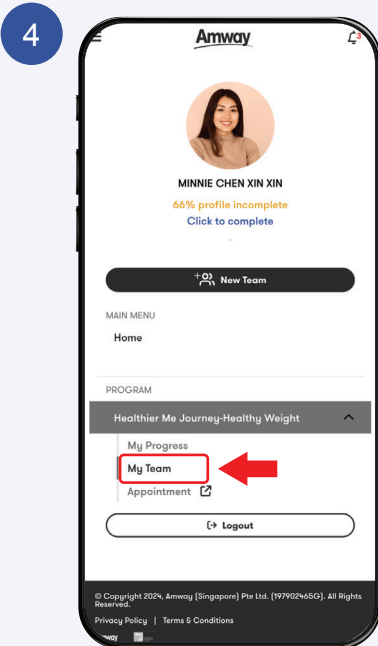 4
Amway
3
MINNIE CHEN XIN XIN
66% profile incomplete
Click to complete
New Team
MAIN MENU
Home
PROGRAM
Healthier Me Journey-Healthy Weight
My Progress
My Team
Appointment
Logout
© Copyright 2024, Amway (Singapore) Pte Ltd. (197902465G). All Rights
Reserved.
Privacy Policy | Terms & Conditions